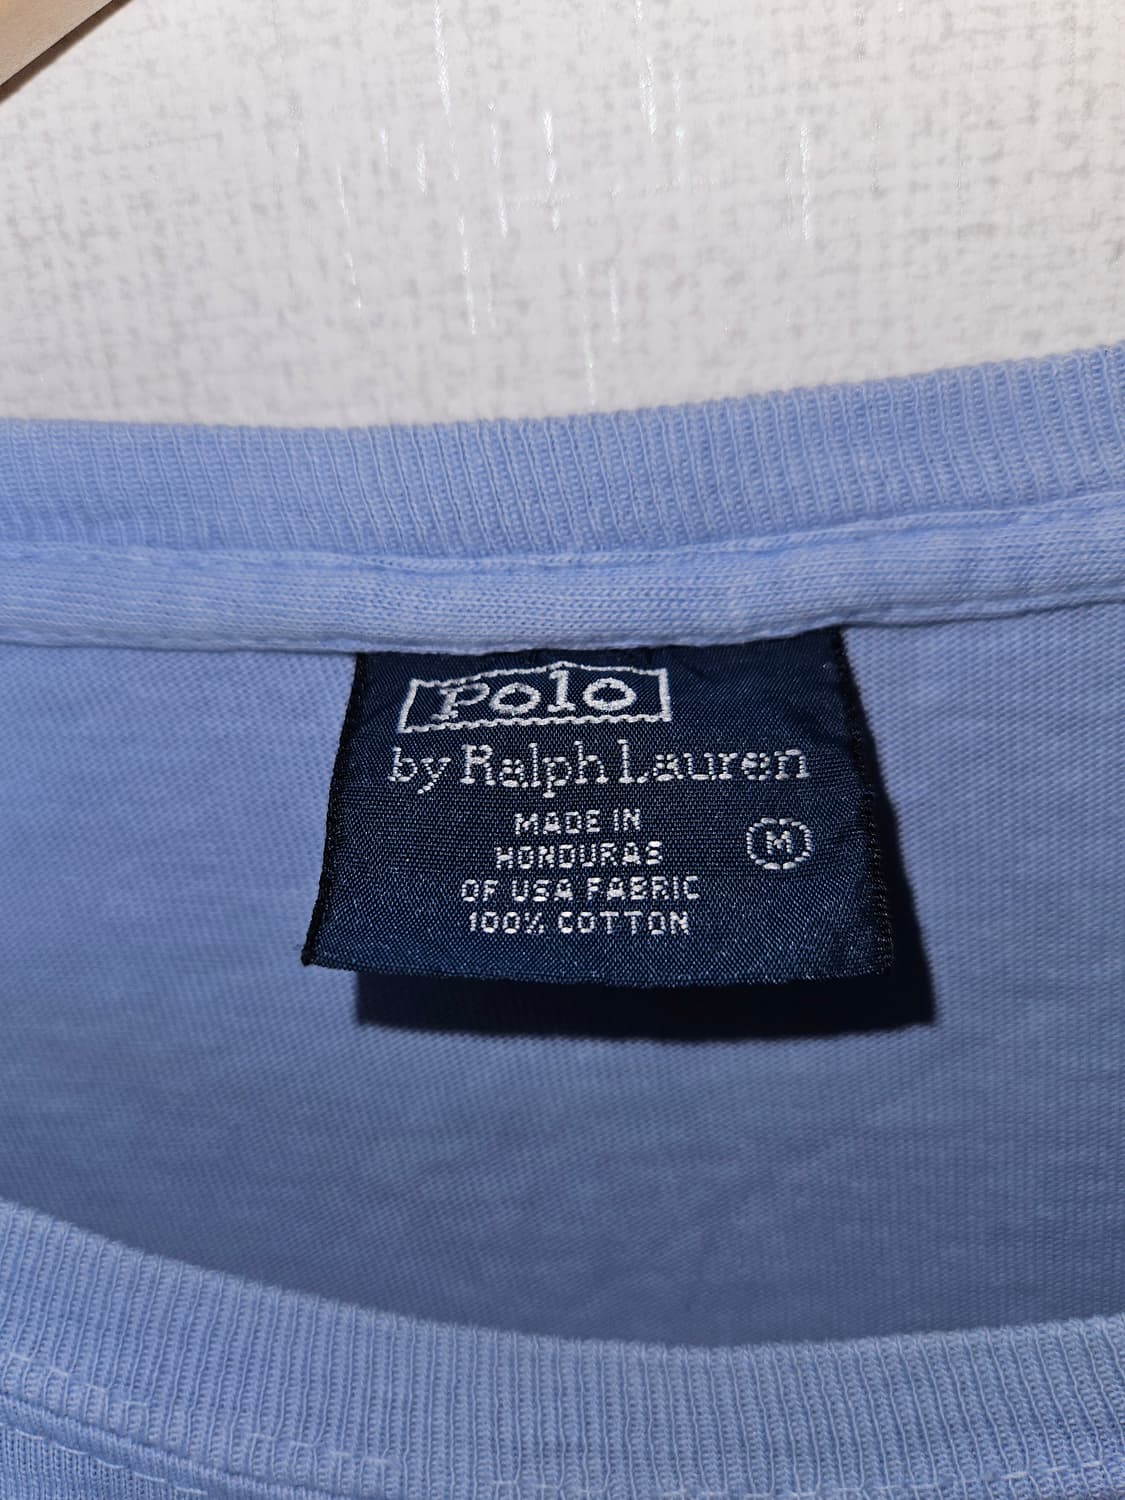 Polo
by Ralph Lauren
MADE IN
HONDURAS
M
OF USA FABRIC
100% COTTON